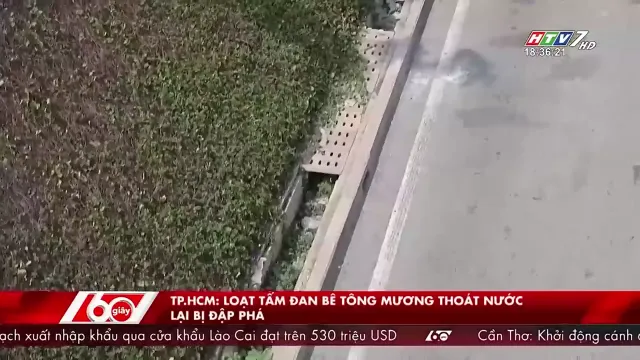 HTV7 HD
18:36:21
60 giây
TP.HCM: LOẠT TẤM ĐAN BÊ TÔNG MƯƠNG THOÁT NƯỚC
LẠI BỊ ĐẬP PHÁ
ạch xuất nhập khẩu qua cửa khẩu Lào Cai đạt trên 530 triệu USD 60 Cần Thơ: Khởi động cánh